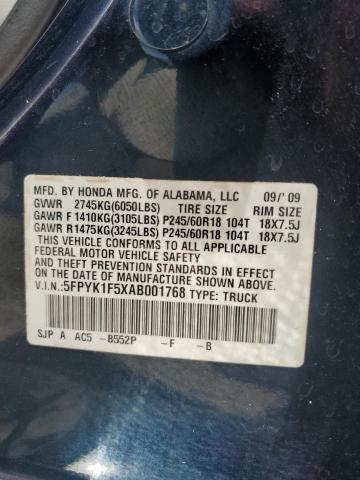 MFD. BY HONDA MFG. OF ALABAMA, LLC 09/'09
GVWR 2745KG(6050LBS) TIRE SIZE RIM SIZE
GAWR F 1410KG(3105LBS) P245/60R18 104T 18X7.5J
GAWR R1475KG(3245LBS) P245/60R18 104T 18X7.5J
THIS VEHICLE CONFORMS TO ALL APPLICABLE
FEDERAL MOTOR VEHICLE SAFETY AND
THEFT PREVENTION STANDARDS IN EFFECT ON
THE DATE OF MANUFACTURE SHOWN ABOVE.
V.I.N.:5FPYK1F5XAB001768 TYPE: TRUCK
SJP A AC5 -B552P -F -B